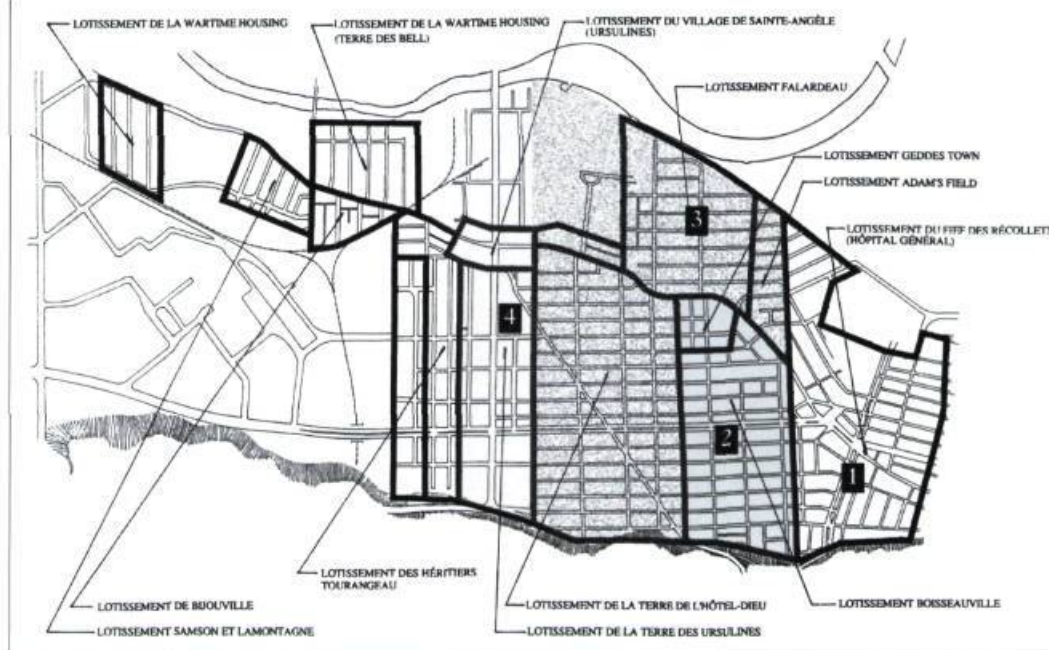 LOTISSEMENT DE LA WARTIME HOUSING
LOTISSEMENT DE LA WARTIME HOUSING
(TERRE DES BELL)
LOTISSEMENT DU VILLAGE DE SAINTE-ANGÈLE
(URSULINES)
LOTISSEMENT FALARDEAU
LOTISSEMENT GEDDES TOWN
LOTISSEMENT ADAM'S FIELD
LOTISSEMENT DU FIEF DES RÉCOLLETS
(HÔPITAL GÉNÉRAL)
3
4
2
1
LOTISSEMENT DES HÉRITIERS
TOURANGEAU
LOTISSEMENT DE BIJOUVILLE
LOTISSEMENT DE LA TERRE DE L'HÔTEL-DIEU
LOTISSEMENT BOISSEAUVILLE
LOTISSEMENT SAMSON ET LAMONTAGNE
LOTISSEMENT DE LA TERRE DES URSULINES